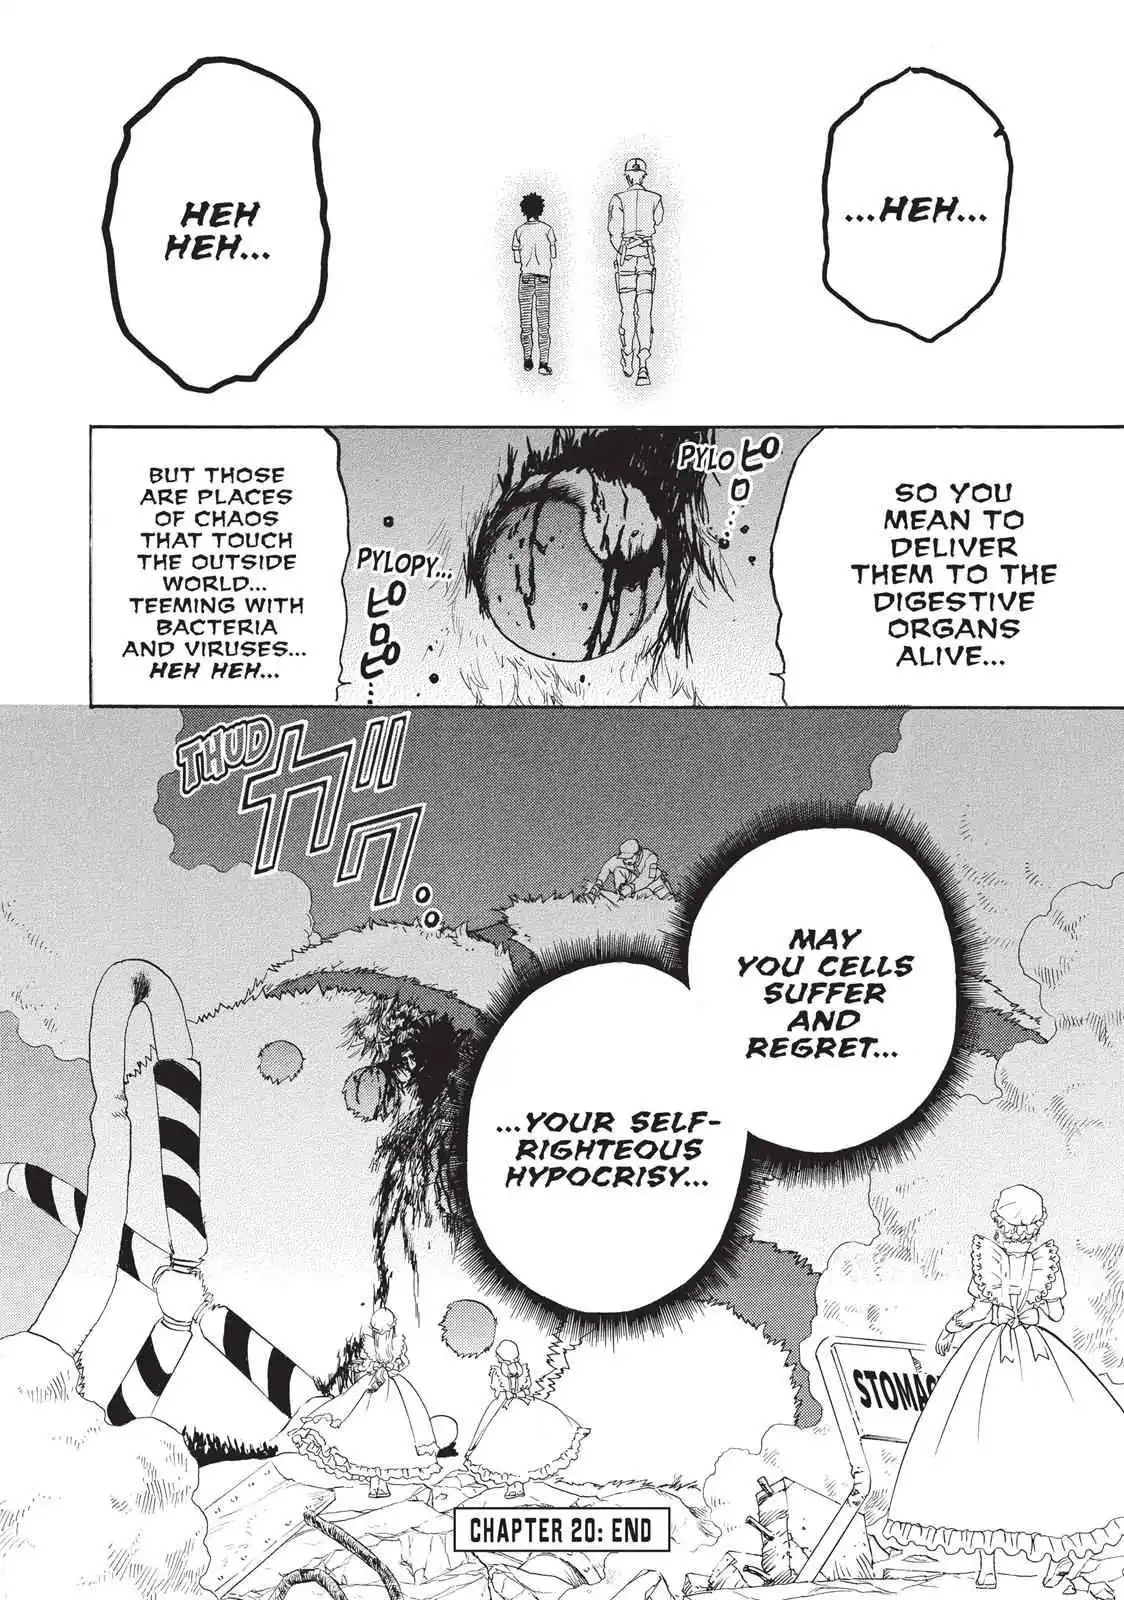 ...HEH...
HEH
HEH...
SO YOU
MEAN TO
DELIVER
THEM TO THE
DIGESTIVE
ORGANS
ALIVE...
PYLO
ピロ...
PYLOPY...
ピロピ...
BUT THOSE
ARE PLACES
OF CHAOS
THAT TOUCH
THE OUTSIDE
WORLD...
TEEMING WITH
BACTERIA
AND VIRUSES...
HEH HEH...
THUD
ガクッ
MAY
YOU CELLS
SUFFER
AND
REGRET...
...YOUR SELF-
RIGHTEOUS
HYPOCRISY...
STOMAC
CHAPTER 20: END